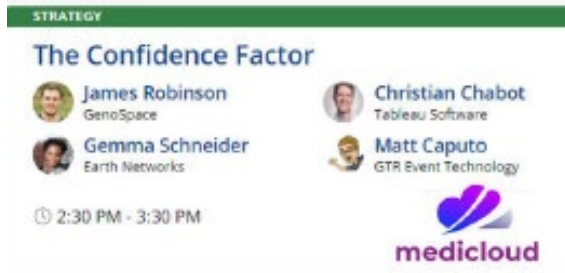 STRATEGY
The Confidence Factor
James Robinson
GenoSpace
Christian Chabot
Tableau Software
Gemma Schneider
Earth Networks
Matt Caputo
GTR Event Technology
2:30 PM - 3:30 PM
medicloud